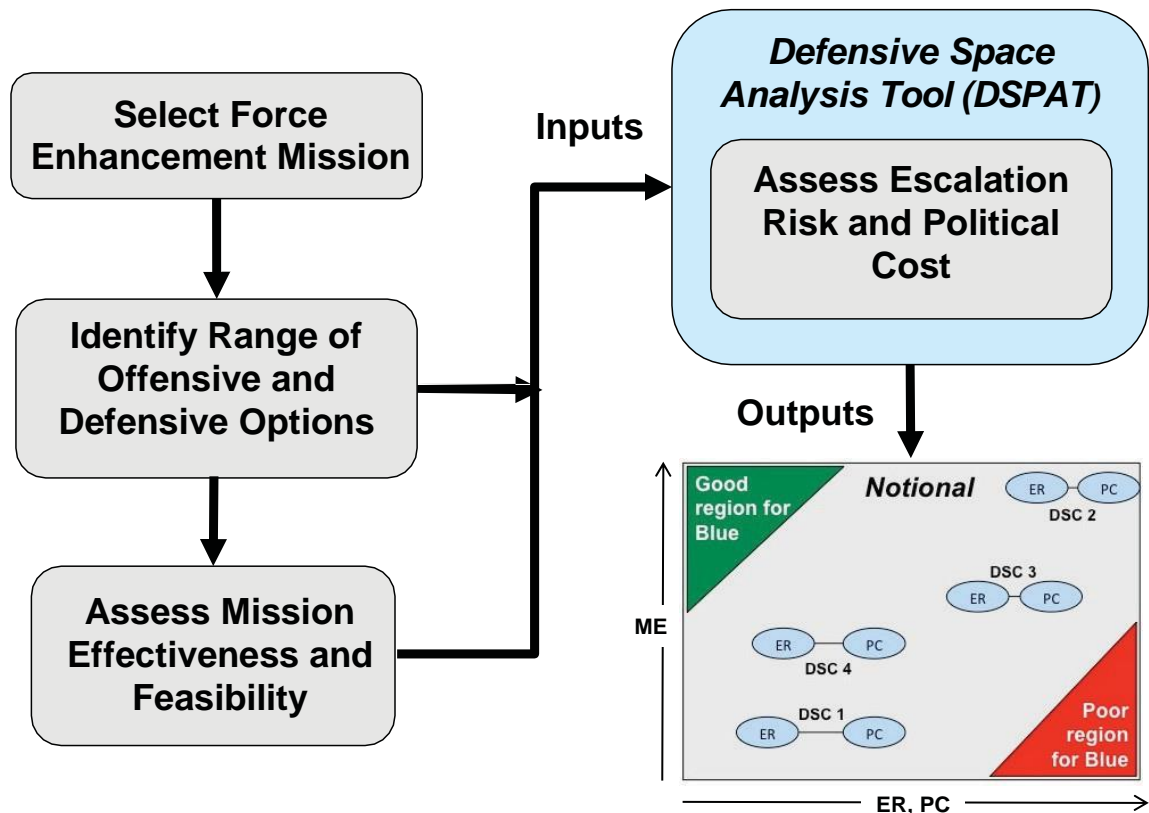 Select Force
Enhancement Mission
Identify Range of
Offensive and
Defensive Options
Assess Mission
Effectiveness and
Feasibility
Inputs
Defensive Space
Analysis Tool (DSPAT)
Assess Escalation
Risk and Political
Cost
Outputs
Good
region for
Blue
Notional
ER
PC
DSC 2
DSC 3
ER
PC
ME
ER
PC
DSC 4
DSC 1
ER
PC
Poor
region
for Blue
ER, PC